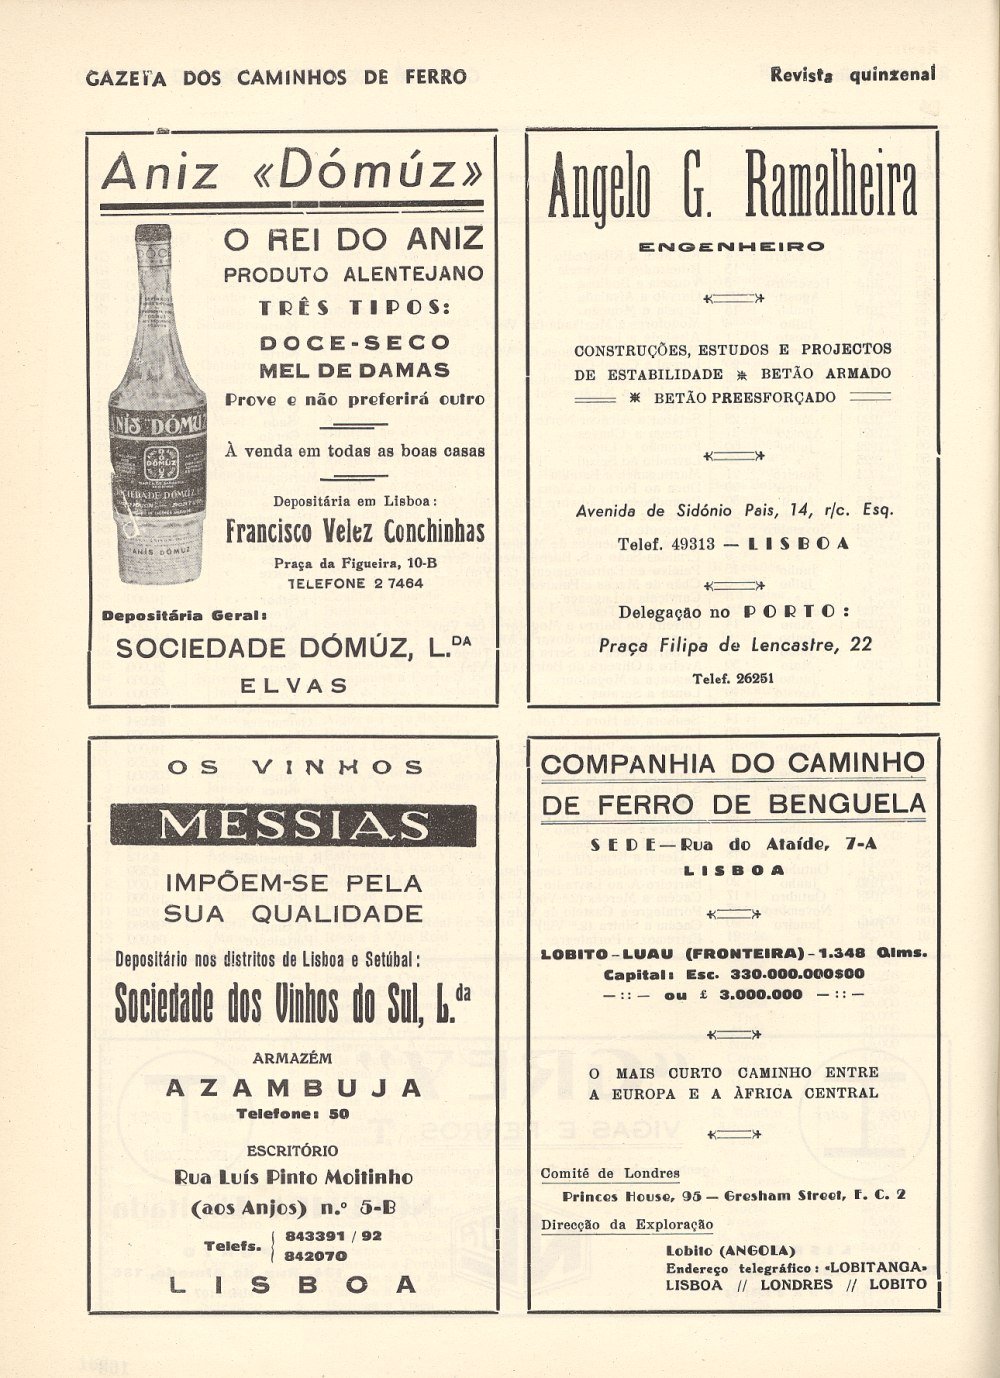 GAZETA DOS CAMINHOS DE FERRO
Revista quinzenal
Aniz «Dómúz»
O REI DO ANIZ
PRODUTO ALENTEJANO
TRÊS TIPOS:
DOCE-SECO
MEL DE DAMAS
Prove e não preferirá outro
À venda em todas as boas casas
Depositária em Lisboa:
Francisco Velez Conchinhas
Praça da Figueira, 10-B
TELEFONE 2 7464
Depositária Geral:
SOCIEDADE DÓMÚZ, L.DA
ELVAS
ANÍS DÓMÚZ
DÓMÚZ
ANÍS DÓMÚZ
Angelo G. Ramalheira
ENGENHEIRO
CONSTRUÇÕES, ESTUDOS E PROJECTOS
DE ESTABILIDADE * BETÃO ARMADO
* BETÃO PREESFORÇADO
Avenida de Sidónio Pais, 14, r/c. Esq.
Telef. 49313 — LISBOA
Delegação no PORTO:
Praça Filipa de Lencastre, 22
Telef. 26251
OS VINHOS
MESSIAS
IMPÕEM-SE PELA
SUA QUALIDADE
Depositário nos distritos de Lisboa e Setúbal:
Sociedade dos Vinhos do Sul, L.da
ARMAZÉM
AZAMBUJA
Telefone: 50
ESCRITÓRIO
Rua Luís Pinto Moitinho
(aos Anjos) n.º 5-B
Telefs. { 843391 / 92
842070
LISBOA
COMPANHIA DO CAMINHO
DE FERRO DE BENGUELA
SEDE—Rua do Ataíde, 7-A
LISBOA
LOBITO-LUAU (FRONTEIRA)-1.348 Qlms.
Capital: Esc. 330.000.000$00
—::— ou £ 3.000.000 —::—
O MAIS CURTO CAMINHO ENTRE
A EUROPA E A ÀFRICA CENTRAL
Comité de Londres
Princes House, 95 — Gresham Street, E. C. 2
Direcção da Exploração
Lobito (ANGOLA)
Endereço telegráfico: «LOBITANGA»
LISBOA // LONDRES // LOBITO